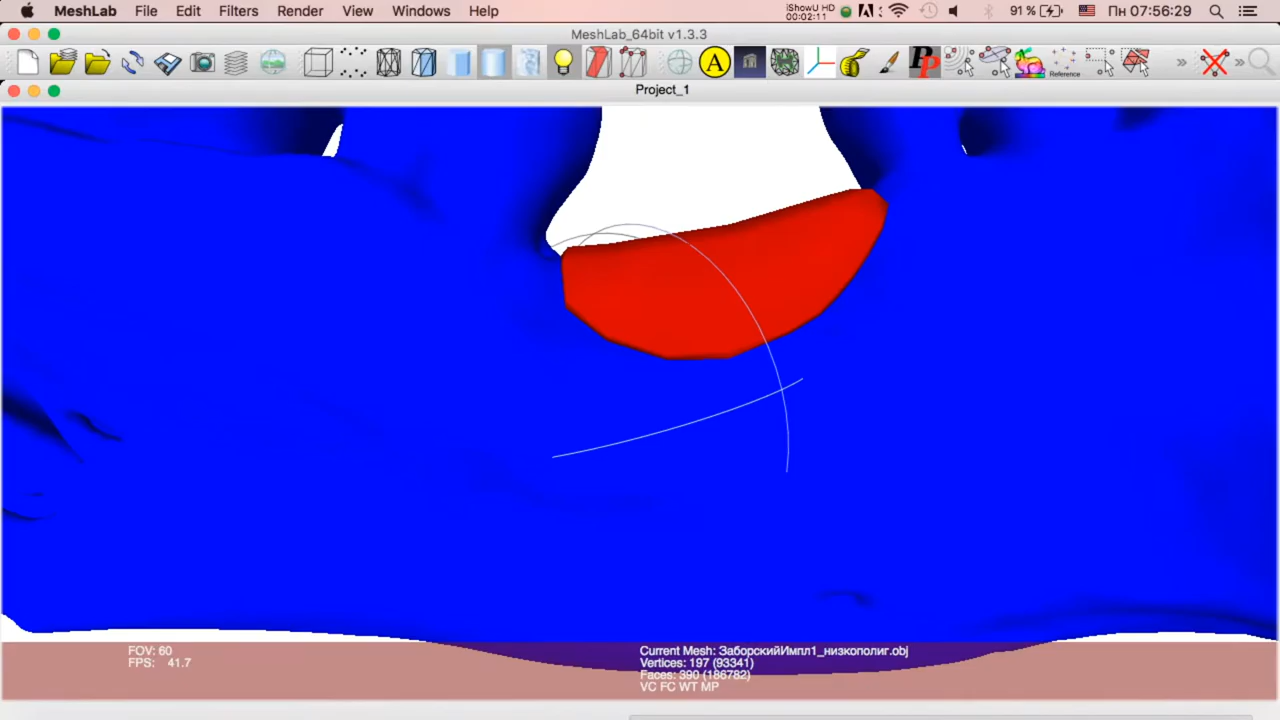 MeshLab File Edit Filters Render View Windows Help
iShowU HD
00:02:11
91% Пн 07:56:29
MeshLab_64bit v1.3.3
A
PP
Reference
Project_1
FOV: 60
FPS: 41.7
Current Mesh: ЗаборскийИмпл1_низкополиг.obj
Vertices: 197 (93341)
Faces: 390 (186782)
VC FC WT MP